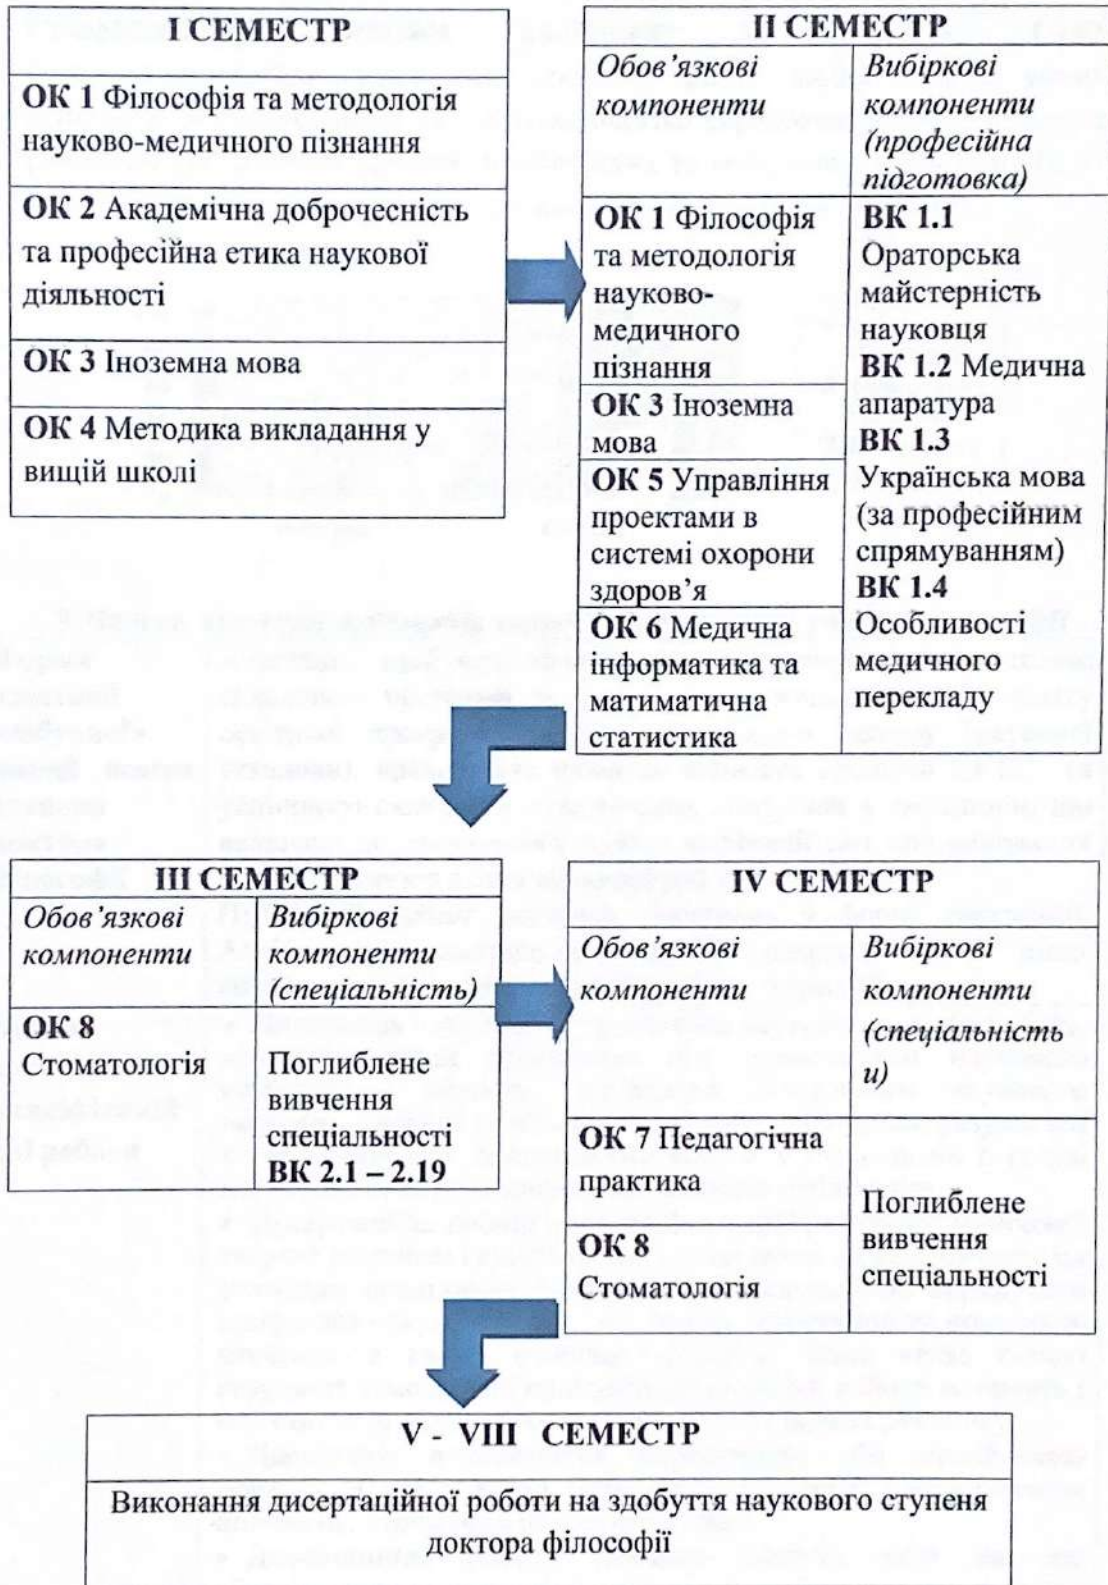 I СЕМЕСТР
ОК 1 Філософія та методологія
науково-медичного пізнання
ОК 2 Академічна доброчесність
та професійна етика наукової
діяльності
ОК 3 Іноземна мова
ОК 4 Методика викладання у
вищій школі
II СЕМЕСТР
Обов’язкові
компоненти
Вибіркові
компоненти
(професійна
підготовка)
ОК 1 Філософія
та методологія
науково-
медичного
пізнання
ОК 3 Іноземна
мова
ОК 5 Управління
проектами в
системі охорони
здоров’я
ОК 6 Медична
інформатика та
матиматична
статистика
ВК 1.1
Ораторська
майстерність
науковця
ВК 1.2 Медична
апаратура
ВК 1.3
Українська мова
(за професійним
спрямуванням)
ВК 1.4
Особливості
медичного
перекладу
III СЕМЕСТР
Обов’язкові
компоненти
Вибіркові
компоненти
(спеціальність)
ОК 8
Стоматологія
Поглиблене
вивчення
спеціальності
ВК 2.1 – 2.19
IV СЕМЕСТР
Обов’язкові
компоненти
Вибіркові
компоненти
(спеціальніст
и)
ОК 7 Педагогічна
практика
ОК 8
Стоматологія
Поглиблене
вивчення
спеціальності
V - VIII СЕМЕСТР
Виконання дисертаційної роботи на здобуття наукового ступеня
доктора філософії